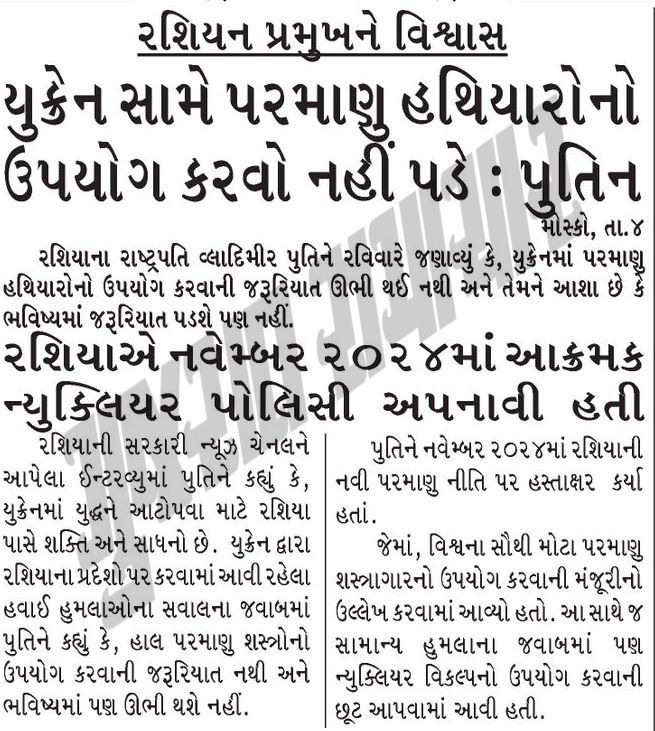 રશિયન પ્રમુખને વિશ્વાસ
યુક્રેન સામે પરમાણુ હથિયારોનો
ઉપયોગ કરવો નહીં પડે : પુતિન
મોસ્કો, તા.૪
રશિયાના રાષ્ટ્રપતિ વ્લાદિમીર પુતિને રવિવારે જણાવ્યું કે, યુક્રેનમાં પરમાણુ
હથિયારોનો ઉપયોગ કરવાની જરૂરિયાત ઊભી થઈ નથી અને તેમને આશા છે કે
ભવિષ્યમાં જરૂરિયાત પડશે પણ નહીં.
રશિયાએ નવેમ્બર ૨૦૨૪માં આક્રમક
ન્યુક્લિયર પોલિસી અપનાવી હતી
રશિયાની સરકારી ન્યૂઝ ચેનલને
આપેલા ઈન્ટરવ્યુમાં પુતિને કહ્યું કે,
યુક્રેનમાં યુદ્ધને આટોપવા માટે રશિયા
પાસે શક્તિ અને સાધનો છે. યુક્રેન દ્વારા
રશિયાના પ્રદેશો પર કરવામાં આવી રહેલા
હવાઈ હુમલાઓના સવાલના જવાબમાં
પુતિને કહ્યું કે, હાલ પરમાણુ શસ્ત્રોનો
ઉપયોગ કરવાની જરૂરિયાત નથી અને
ભવિષ્યમાં પણ ઊભી થશે નહીં.
પુતિને નવેમ્બર ૨૦૨૪માં રશિયાની
નવી પરમાણુ નીતિ પર હસ્તાક્ષર કર્યા
હતાં.
જેમાં, વિશ્વના સૌથી મોટા પરમાણુ
શસ્ત્રાગારનો ઉપયોગ કરવાની મંજૂરીનો
ઉલ્લેખ કરવામાં આવ્યો હતો. આ સાથે જ
સામાન્ય હુમલાના જવાબમાં પણ
ન્યુક્લિયર વિકલ્પનો ઉપયોગ કરવાની
છૂટ આપવામાં આવી હતી.
ગુજરાત સમાચાર